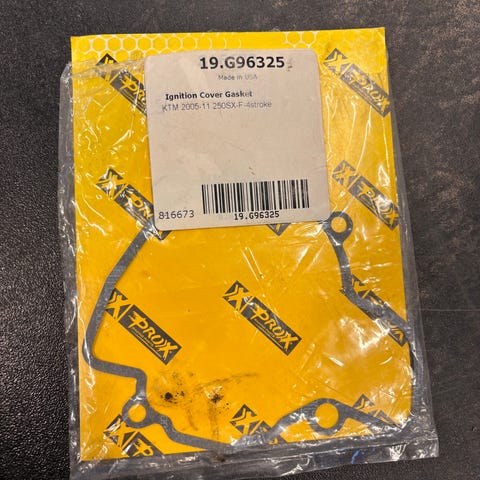 19.G96325
Made in USA
Ignition Cover Gasket
KTM 2005-11 250SX-F-4stroke
816673
19.G96325
PROX
PROX
PROX
PROX
PROX
PROX